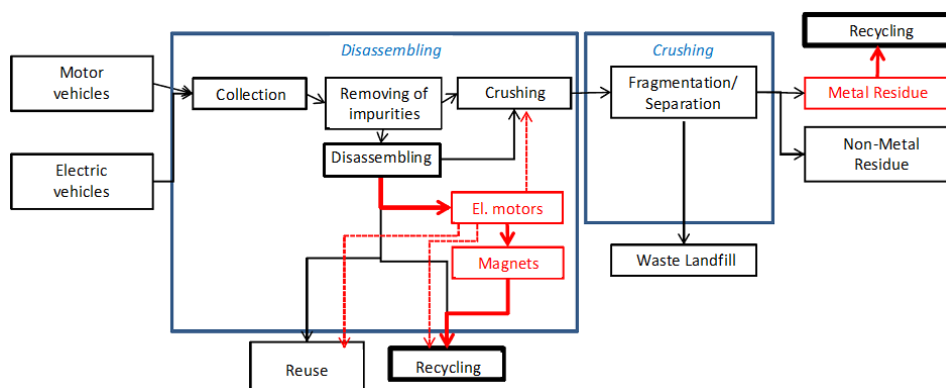 Recycling
Disassembling
Crushing
Motor
vehicles
Collection
Removing of
impurities
Crushing
Fragmentation/
Separation
Metal Residue
Non-Metal
Residue
Electric
vehicles
Disassembling
El. motors
Magnets
Waste Landfill
Reuse
Recycling